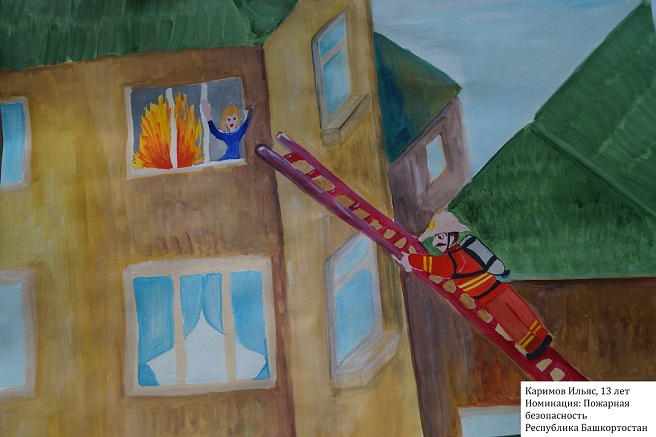 Каримов Ильяс, 13 лет
Номинация: Пожарная
безопасность
Республика Башкортостан